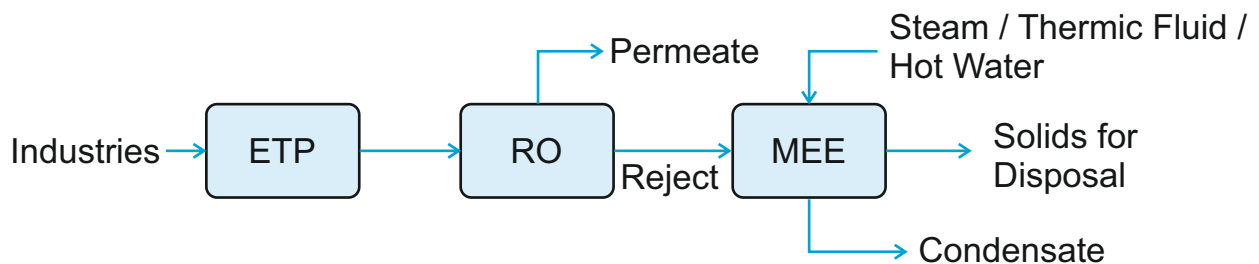 Steam / Thermic Fluid /
Hot Water
Permeate
Industries
ETP
RO
Reject
MEE
Solids for
Disposal
Condensate